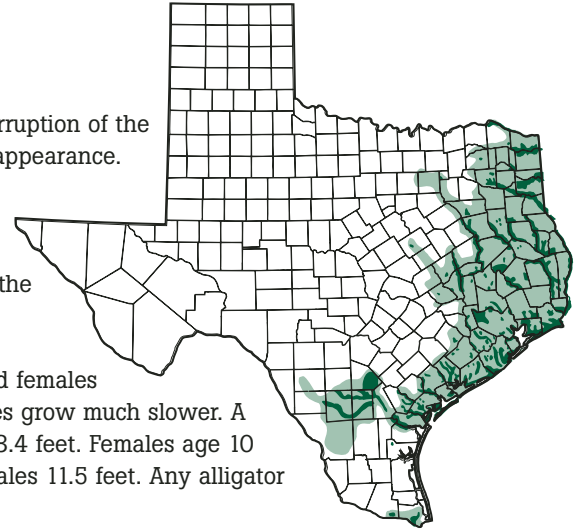 rruption of the
appearance.
the
d females
es grow much slower. A
8.4 feet. Females age 10
ales 11.5 feet. Any alligator